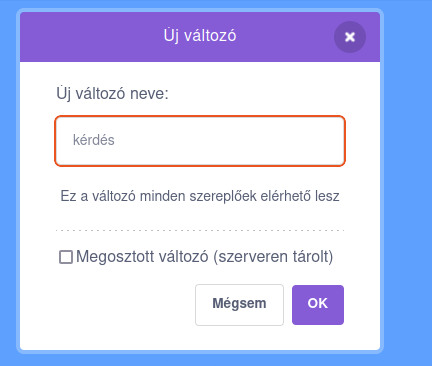 Új változó
Új változó neve:
kérdés
Ez a változó minden szereplőek elérhető lesz
Megosztott változó (szerveren tárolt)
Mégsem OK